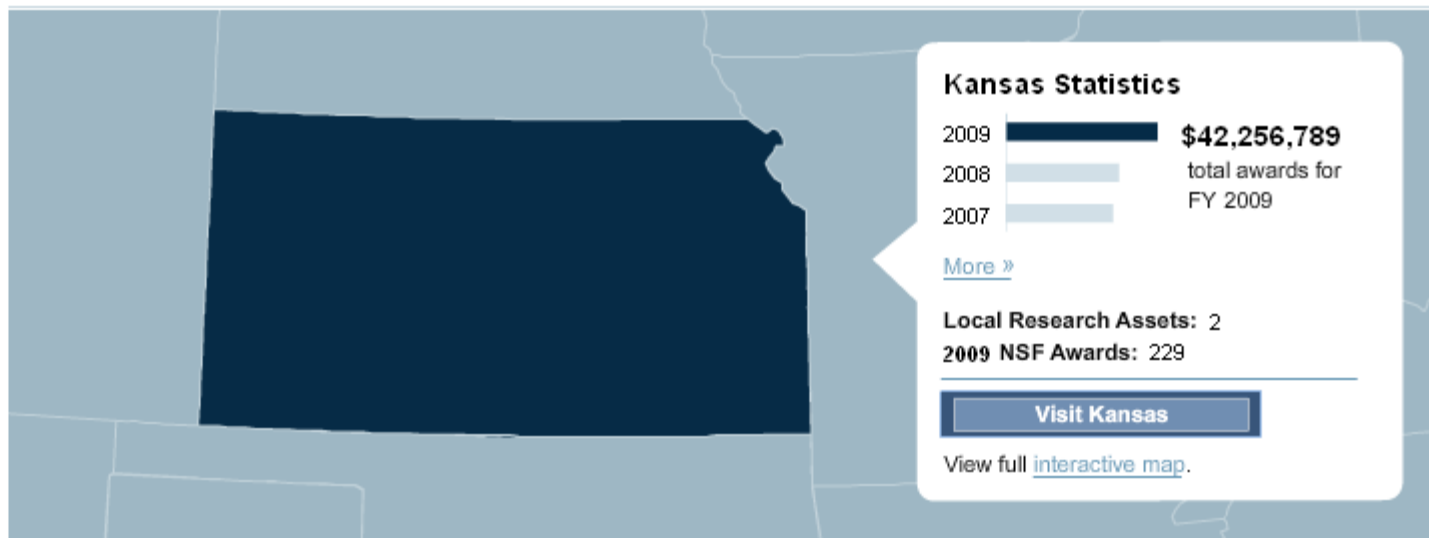 Kansas Statistics
2009
$42,256,789
2008
total awards for
FY 2009
2007
More »
Local Research Assets: 2
2009 NSF Awards: 229
Visit Kansas
View full interactive map.